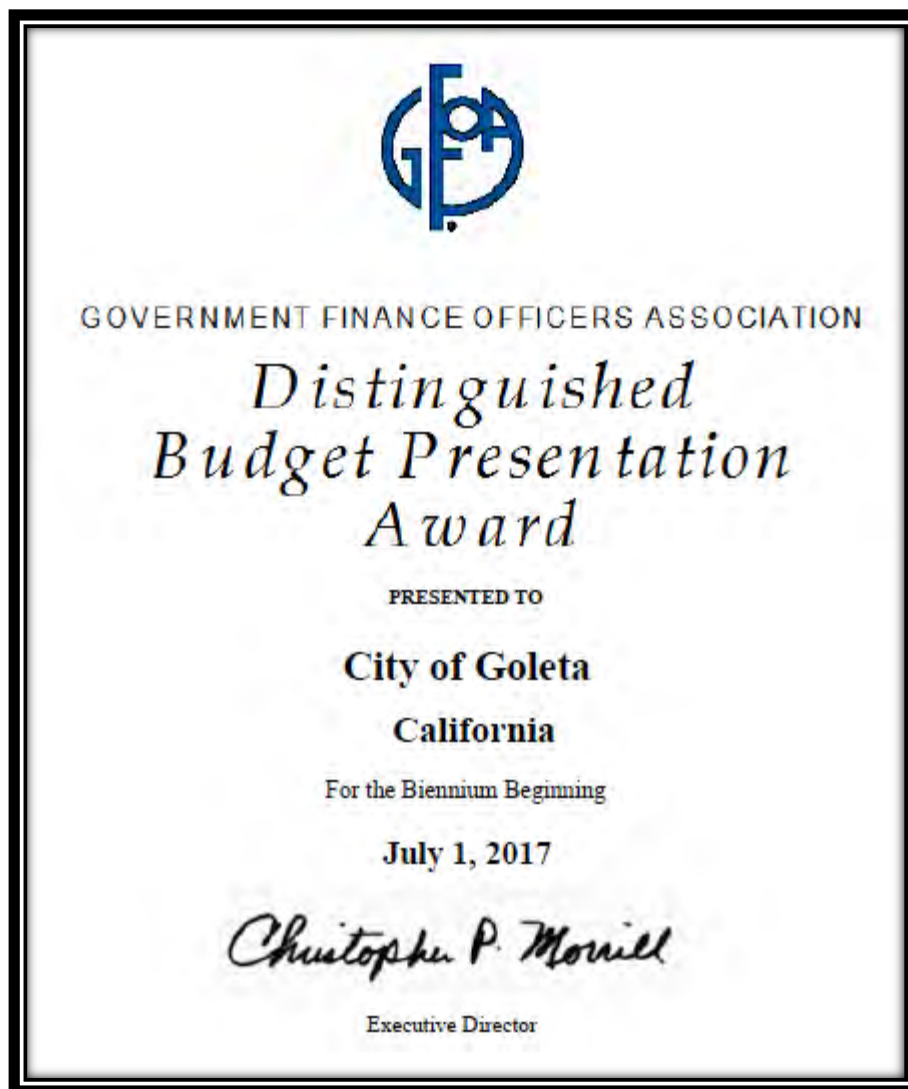 GFOA
GOVERNMENT FINANCE OFFICERS ASSOCIATION
Distinguished
Budget Presentation
Award
PRESENTED TO
City of Goleta
California
For the Biennium Beginning
July 1, 2017
Christopher P. Morrill
Executive Director